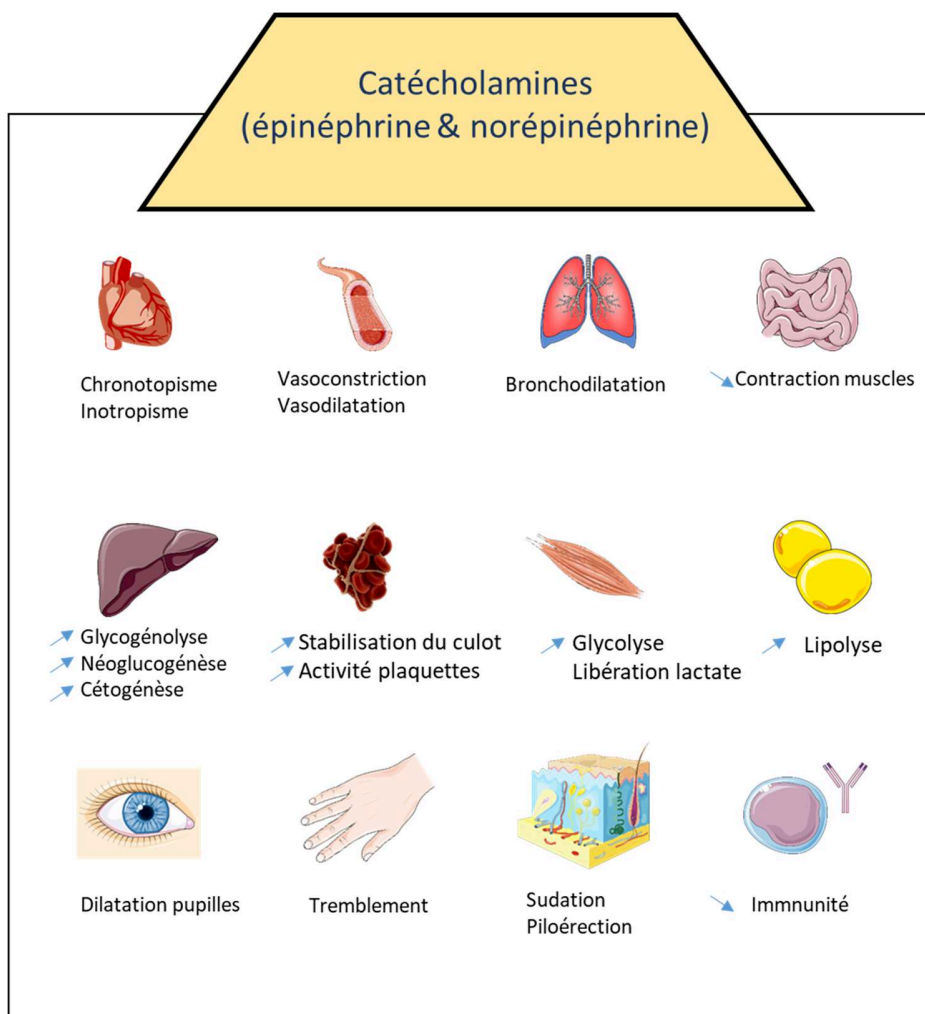 Catécholamines
(épinéphrine & norépinéphrine)
Chronotopisme
Inotropisme
Vasoconstriction
Vasodilatation
Bronchodilatation
Contraction muscles
Glycogénolyse
Néoglucogénèse
Cétogénèse
Stabilisation du culot
Activité plaquettes
Glycolyse
Libération lactate
Lipolyse
Dilatation pupilles
Tremblement
Sudation
Piloérection
Immnunité